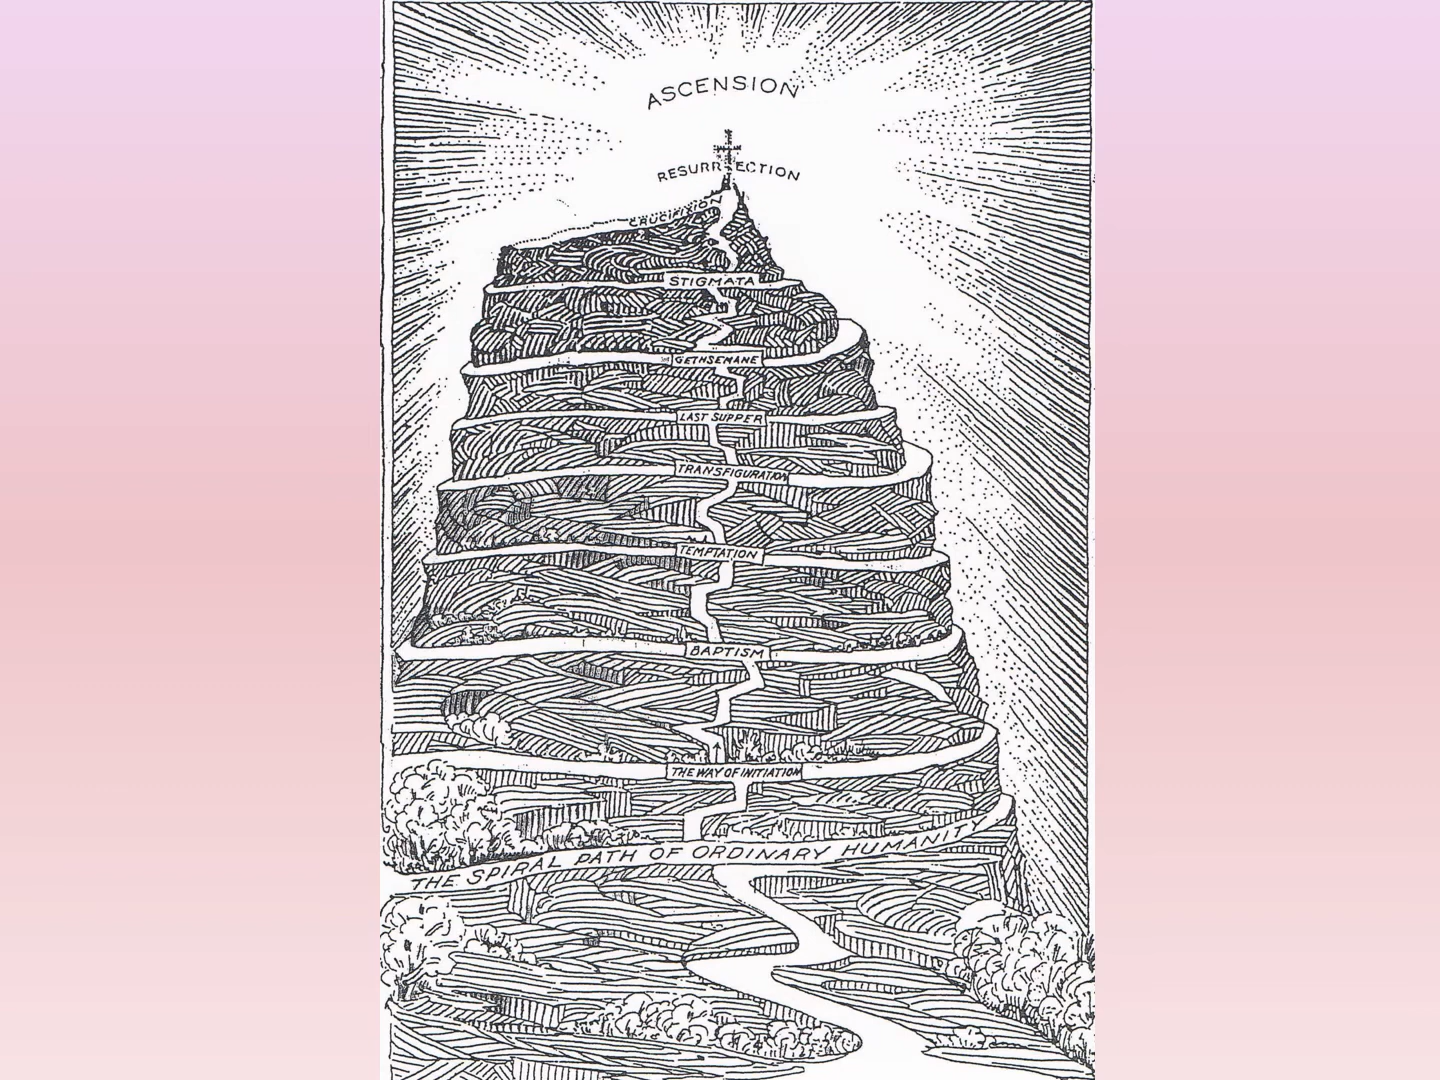 ASCENSION
RESURRECTION
CRUCIFIXION
STIGMATA
GETHSEMANE
LAST SUPPER
TRANSFIGURATION
TEMPTATION
BAPTISM
THE WAY OF INITIATION
THE SPIRAL PATH OF ORDINARY HUMANITY